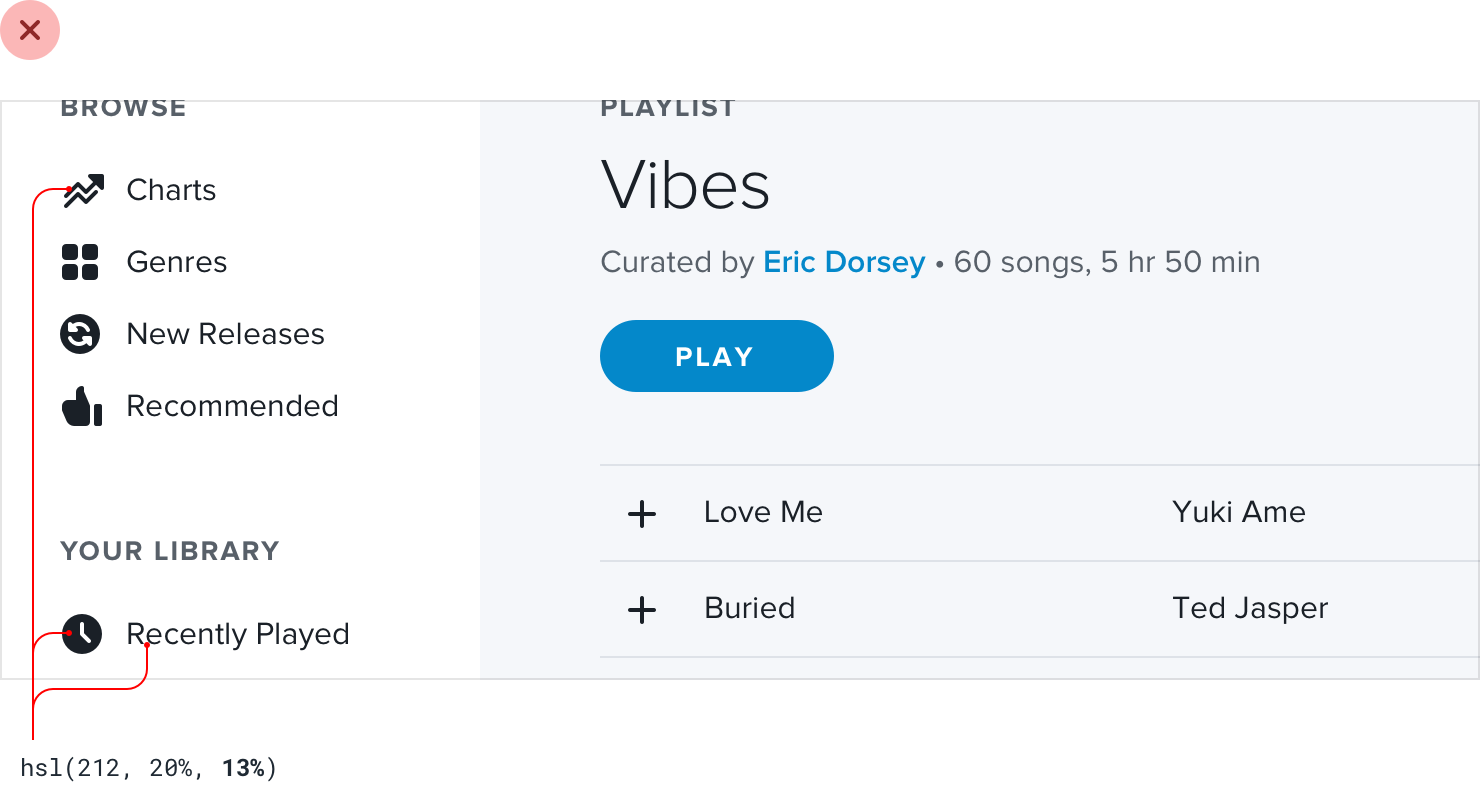 BROWSE
Charts
Genres
New Releases
Recommended
YOUR LIBRARY
Recently Played
PLAYLIST
Vibes
Curated by Eric Dorsey • 60 songs, 5 hr 50 min
PLAY
Love Me Yuki Ame
Buried Ted Jasper
hsl(212, 20%, 13%)